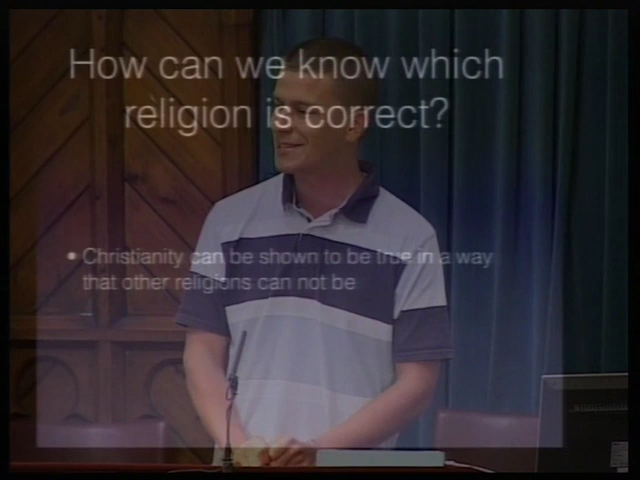 How can we know which
religion is correct?
• Christianity can be shown to be true in a way
that other religions can not be